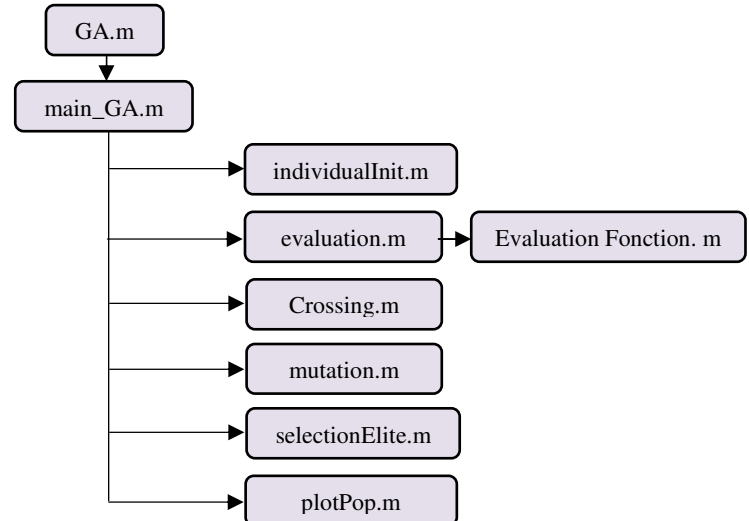 GA.m
main_GA.m
individualInit.m
evaluation.m
Evaluation Fonction. m
Crossing.m
mutation.m
selectionElite.m
plotPop.m